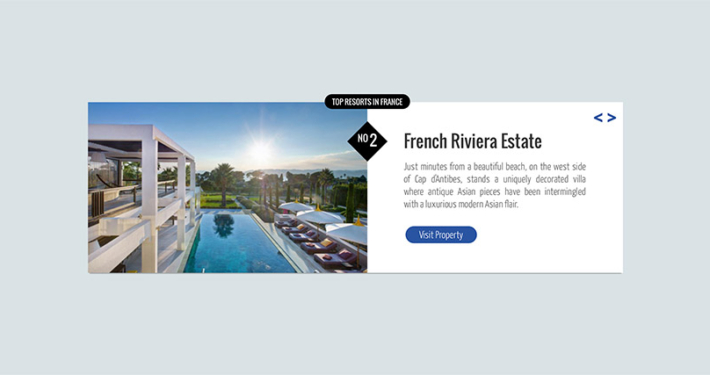 TOP RESORTS IN FRANCE
< >
NO 2
French Riviera Estate
Just minutes from a beautiful beach, on the west side
of Cap d'Antibes, stands a uniquely decorated villa
where antique Asian pieces have been intermingled
with a luxurious modern Asian flair.
Visit Property